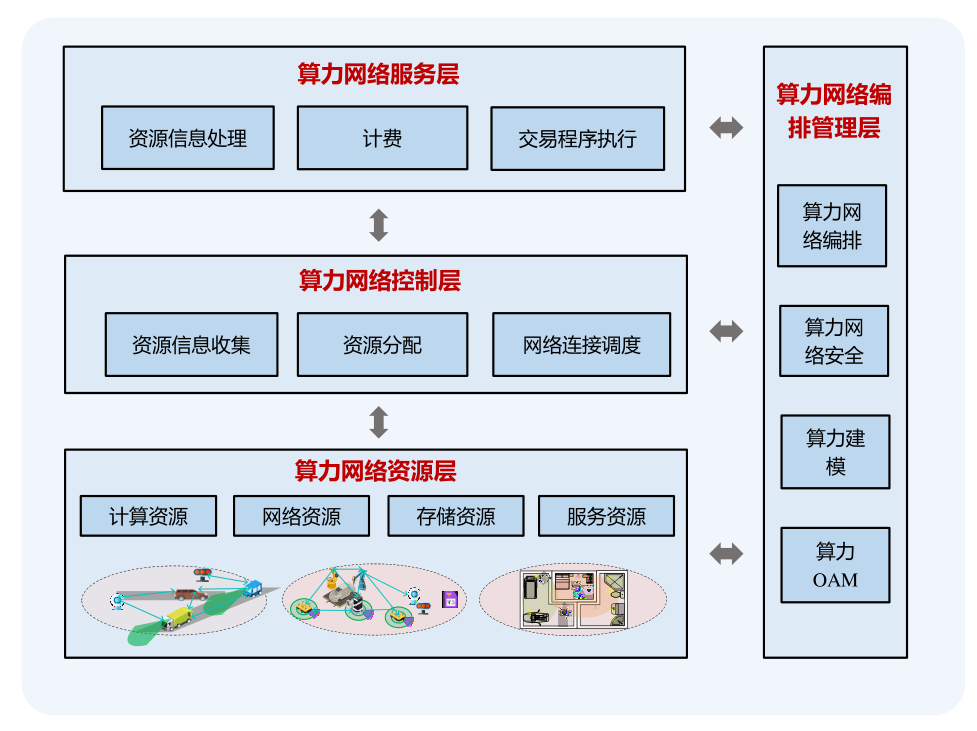 算力网络服务层
资源信息处理
计费
交易程序执行
算力网络控制层
资源信息收集
资源分配
网络连接调度
算力网络资源层
计算资源
网络资源
存储资源
服务资源
算力网络编
排管理层
算力网
络编排
算力网
络安全
算力建
模
算力
OAM